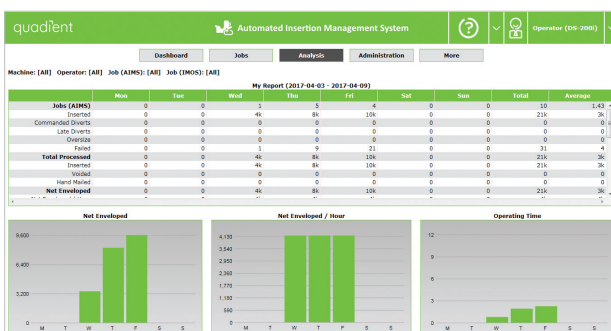 quadient Automated Insertion Management System Operator (DS-200i)
Dashboard Jobs Analysis Administration More
Machine: [All] Operator: [All] Job (AIMS): [All] Job (IMOS): [All]
My Report (2017-04-03 - 2017-04-09)
Mon Tue Wed Thu Fri Sat Sun Total Average
Jobs (AIMS) 0 0 1 5 4 0 0 10 1.43
Inserted 0 0 4k 8k 10k 0 0 21k 3k
Commanded Diverts 0 0 0 0 0 0 0 0 0
Late Diverts 0 0 0 0 0 0 0 0 0
Oversize 0 0 0 0 0 0 0 0 0
Failed 0 0 1 9 21 0 0 31 4
Total Processed 0 0 4k 8k 10k 0 0 21k 3k
Inserted 0 0 4k 8k 10k 0 0 21k 3k
Voided 0 0 0 0 0 0 0 0 0
Hand Mailed 0 0 0 0 0 0 0 0 0
Net Enveloped 0 0 4k 8k 10k 0 0 21k 3k
Net Enveloped Net Enveloped / Hour Operating Time
9,600
6,400
3,200
0
M T W T F S S
4,130
3,540
2,950
2,360
1,770
1,180
590
0
M T W T F S S
12
9
6
3
0
M T W T F S S